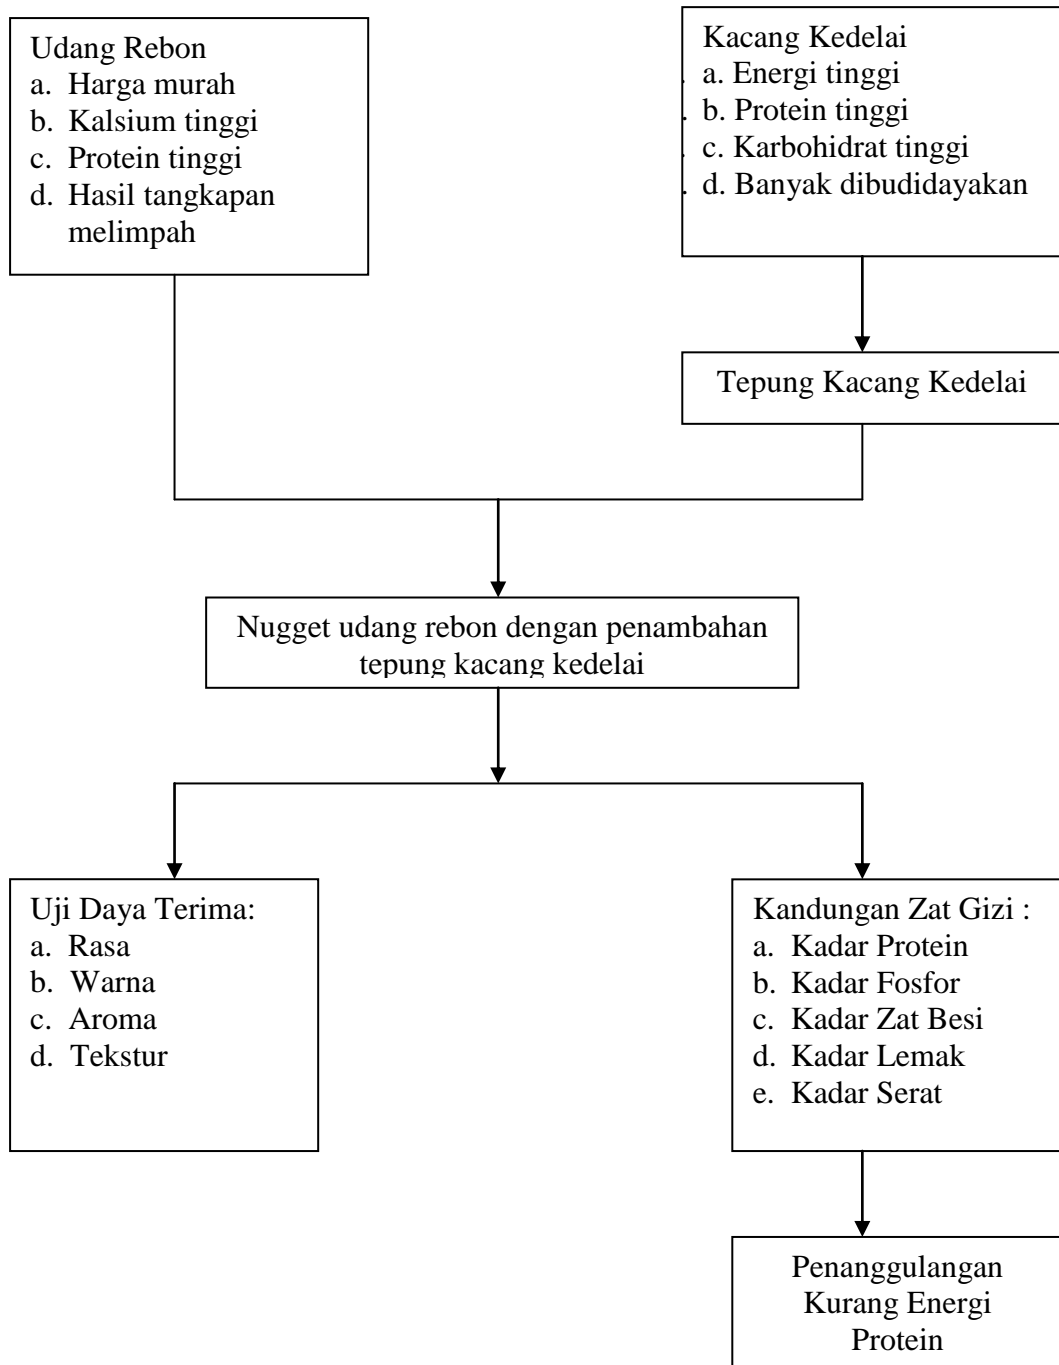 Udang Rebon
a. Harga murah
b. Kalsium tinggi
c. Protein tinggi
d. Hasil tangkapan
melimpah
Kacang Kedelai
a. Energi tinggi
b. Protein tinggi
c. Karbohidrat tinggi
d. Banyak dibudidayakan
Tepung Kacang Kedelai
Nugget udang rebon dengan penambahan
tepung kacang kedelai
Uji Daya Terima:
a. Rasa
b. Warna
c. Aroma
d. Tekstur
Kandungan Zat Gizi :
a. Kadar Protein
b. Kadar Fosfor
c. Kadar Zat Besi
d. Kadar Lemak
e. Kadar Serat
Penanggulangan
Kurang Energi
Protein